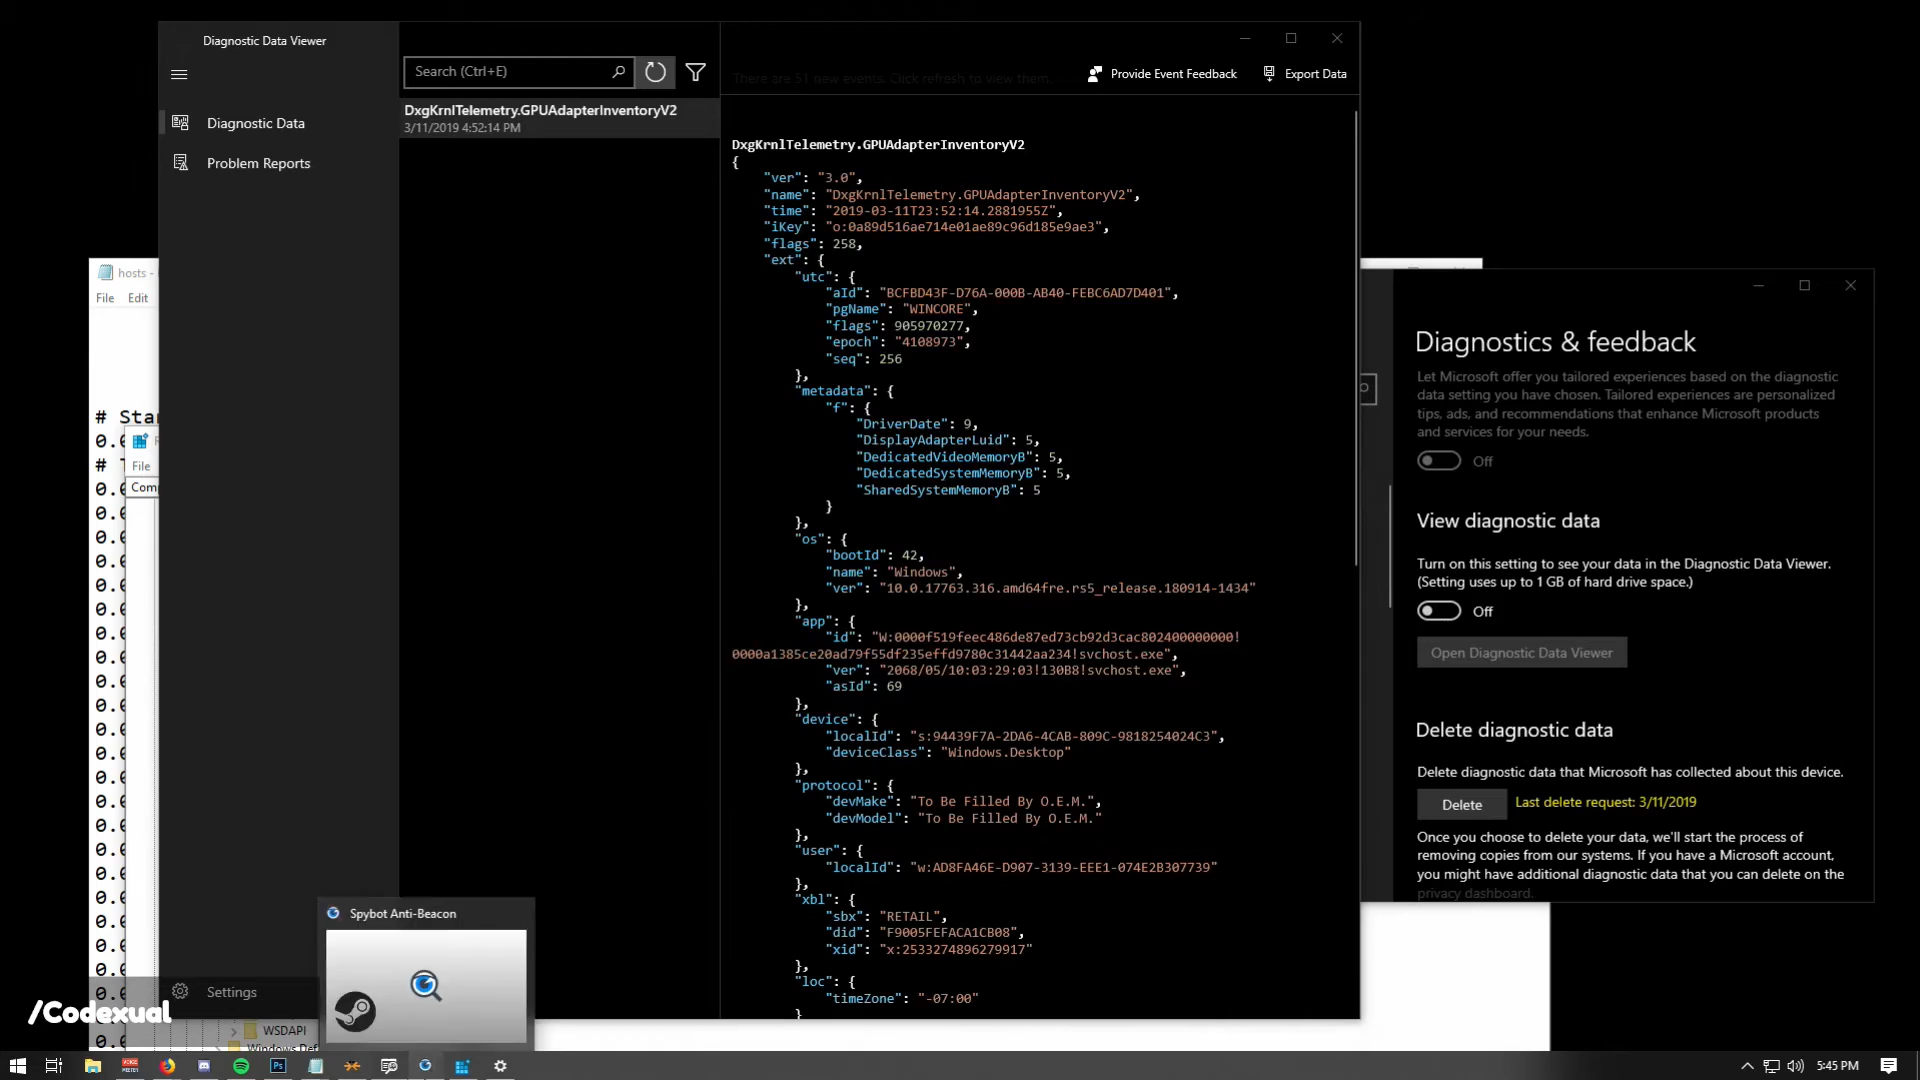 Diagnostic Data Viewer
Diagnostic Data
Problem Reports
Settings
Search (Ctrl+E)
DxgKrnlTelemetry.GPUAdapterInventoryV2
3/11/2019 4:52:14 PM
There are 51 new events. Click refresh to view them.
Provide Event Feedback
Export Data
DxgKrnlTelemetry.GPUAdapterInventoryV2
{
"ver": "3.0",
"name": "DxgKrnlTelemetry.GPUAdapterInventoryV2",
"time": "2019-03-11T23:52:14.2881955Z",
"iKey": "o:0a89d516ae714e01ae89c96d185e9ae3",
"flags": 258,
"ext": {
"utc": {
"aId": "BCFBD43F-D76A-000B-AB40-FEBC6AD7D401",
"pgName": "WINCORE",
"flags": 905970277,
"epoch": "4108973",
"seq": 256
},
"metadata": {
"f": {
"DriverDate": 9,
"DisplayAdapterLuid": 5,
"DedicatedVideoMemoryB": 5,
"DedicatedSystemMemoryB": 5,
"SharedSystemMemoryB": 5
}
},
"os": {
"bootId": 42,
"name": "Windows",
"ver": "10.0.17763.316.amd64fre.rs5_release.180914-1434"
},
"app": {
"id": "W:0000f519feec486de87ed73cb92d3cac802400000000!
0000a1385ce20ad79f55df235effd9780c31442aa234!svchost.exe",
"ver": "2068/05/10:03:29:03!130B8!svchost.exe",
"asId": 69
},
"device": {
"localId": "s:94439F7A-2DA6-4CAB-809C-9818254024C3",
"deviceClass": "Windows.Desktop"
},
"protocol": {
"devMake": "To Be Filled By O.E.M.",
"devModel": "To Be Filled By O.E.M."
},
"user": {
"localId": "w:AD8FA46E-D907-3139-EEE1-074E2B307739"
},
"xbl": {
"sbx": "RETAIL",
"did": "F9005FEFACA1CB08",
"xid": "x:2533274896279917"
},
"loc": {
"timeZone": "-07:00"
}
hosts -
File Edit
# Star
File
Comp
Diagnostics & feedback
Let Microsoft offer you tailored experiences based on the diagnostic
data setting you have chosen. Tailored experiences are personalized
tips, ads, and recommendations that enhance Microsoft products
and services for your needs.
Off
View diagnostic data
Turn on this setting to see your data in the Diagnostic Data Viewer.
(Setting uses up to 1 GB of hard drive space.)
Off
Open Diagnostic Data Viewer
Delete diagnostic data
Delete diagnostic data that Microsoft has collected about this device.
Delete
Last delete request: 3/11/2019
Once you choose to delete your data, we'll start the process of
removing copies from our systems. If you have a Microsoft account,
you might have additional diagnostic data that you can delete on the
privacy dashboard.
Spybot Anti-Beacon
/Codexual
WSDAPI
5:45 PM